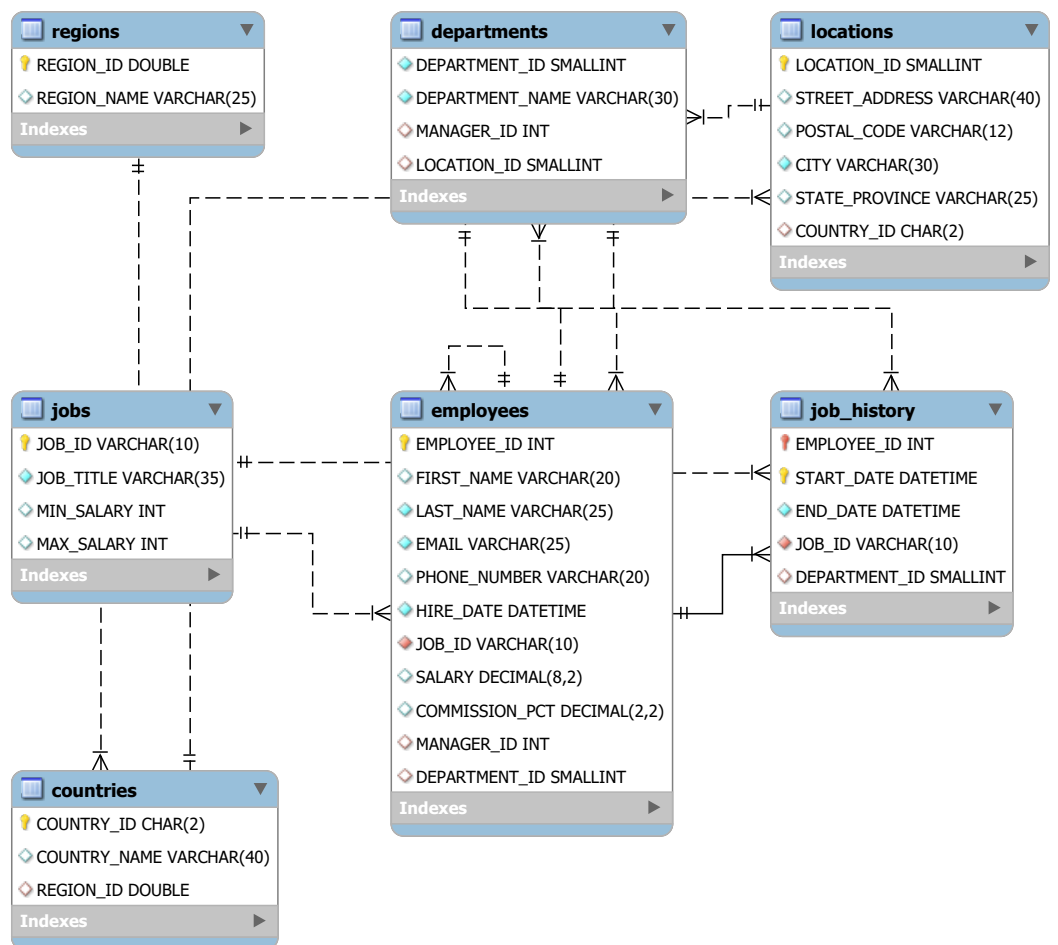 regions
REGION_ID DOUBLE
REGION_NAME VARCHAR(25)
Indexes
departments
DEPARTMENT_ID SMALLINT
DEPARTMENT_NAME VARCHAR(30)
MANAGER_ID INT
LOCATION_ID SMALLINT
Indexes
locations
LOCATION_ID SMALLINT
STREET_ADDRESS VARCHAR(40)
POSTAL_CODE VARCHAR(12)
CITY VARCHAR(30)
STATE_PROVINCE VARCHAR(25)
COUNTRY_ID CHAR(2)
Indexes
jobs
JOB_ID VARCHAR(10)
JOB_TITLE VARCHAR(35)
MIN_SALARY INT
MAX_SALARY INT
Indexes
employees
EMPLOYEE_ID INT
FIRST_NAME VARCHAR(20)
LAST_NAME VARCHAR(25)
EMAIL VARCHAR(25)
PHONE_NUMBER VARCHAR(20)
HIRE_DATE DATETIME
JOB_ID VARCHAR(10)
SALARY DECIMAL(8,2)
COMMISSION_PCT DECIMAL(2,2)
MANAGER_ID INT
DEPARTMENT_ID SMALLINT
Indexes
job_history
EMPLOYEE_ID INT
START_DATE DATETIME
END_DATE DATETIME
JOB_ID VARCHAR(10)
DEPARTMENT_ID SMALLINT
Indexes
countries
COUNTRY_ID CHAR(2)
COUNTRY_NAME VARCHAR(40)
REGION_ID DOUBLE
Indexes